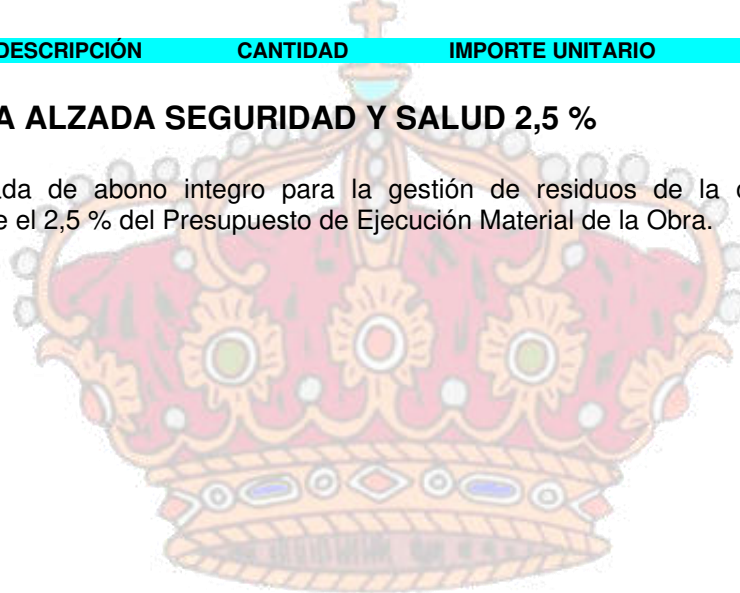 DESCRIPCIÓN CANTIDAD IMPORTE UNITARIO
A ALZADA SEGURIDAD Y SALUD 2,5 %
ada de abono integro para la gestión de residuos de la
e el 2,5 % del Presupuesto de Ejecución Material de la Obra.